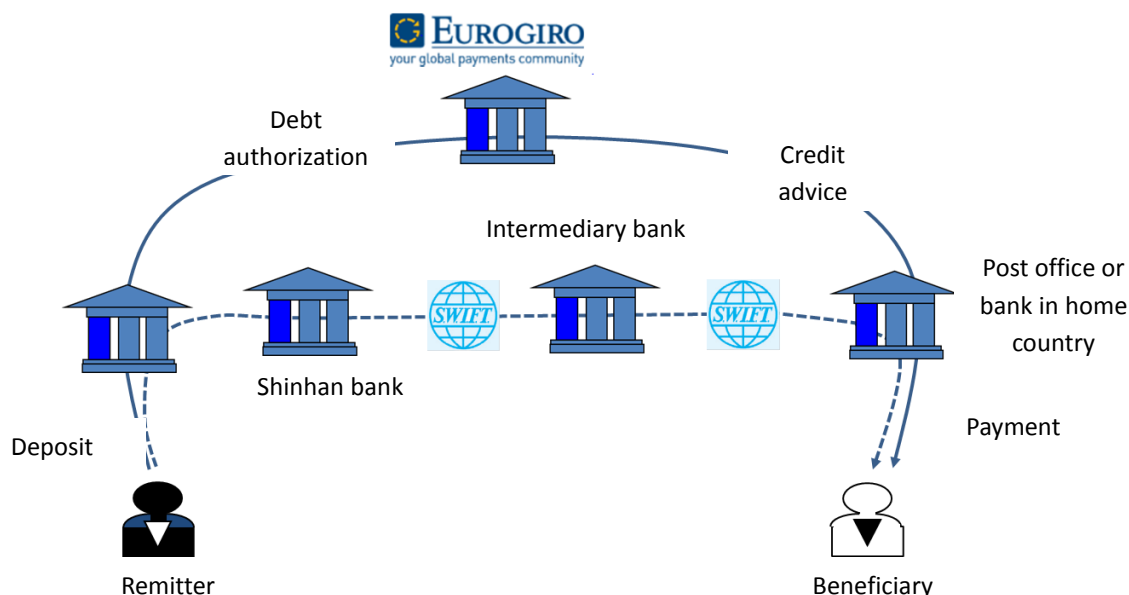 EUROGIRO
your global payments community
Debt
authorization
Credit
advice
Intermediary bank
Post office or
bank in home
country
SWIFT
SWIFT
Shinhan bank
Deposit
Payment
Remitter
Beneficiary